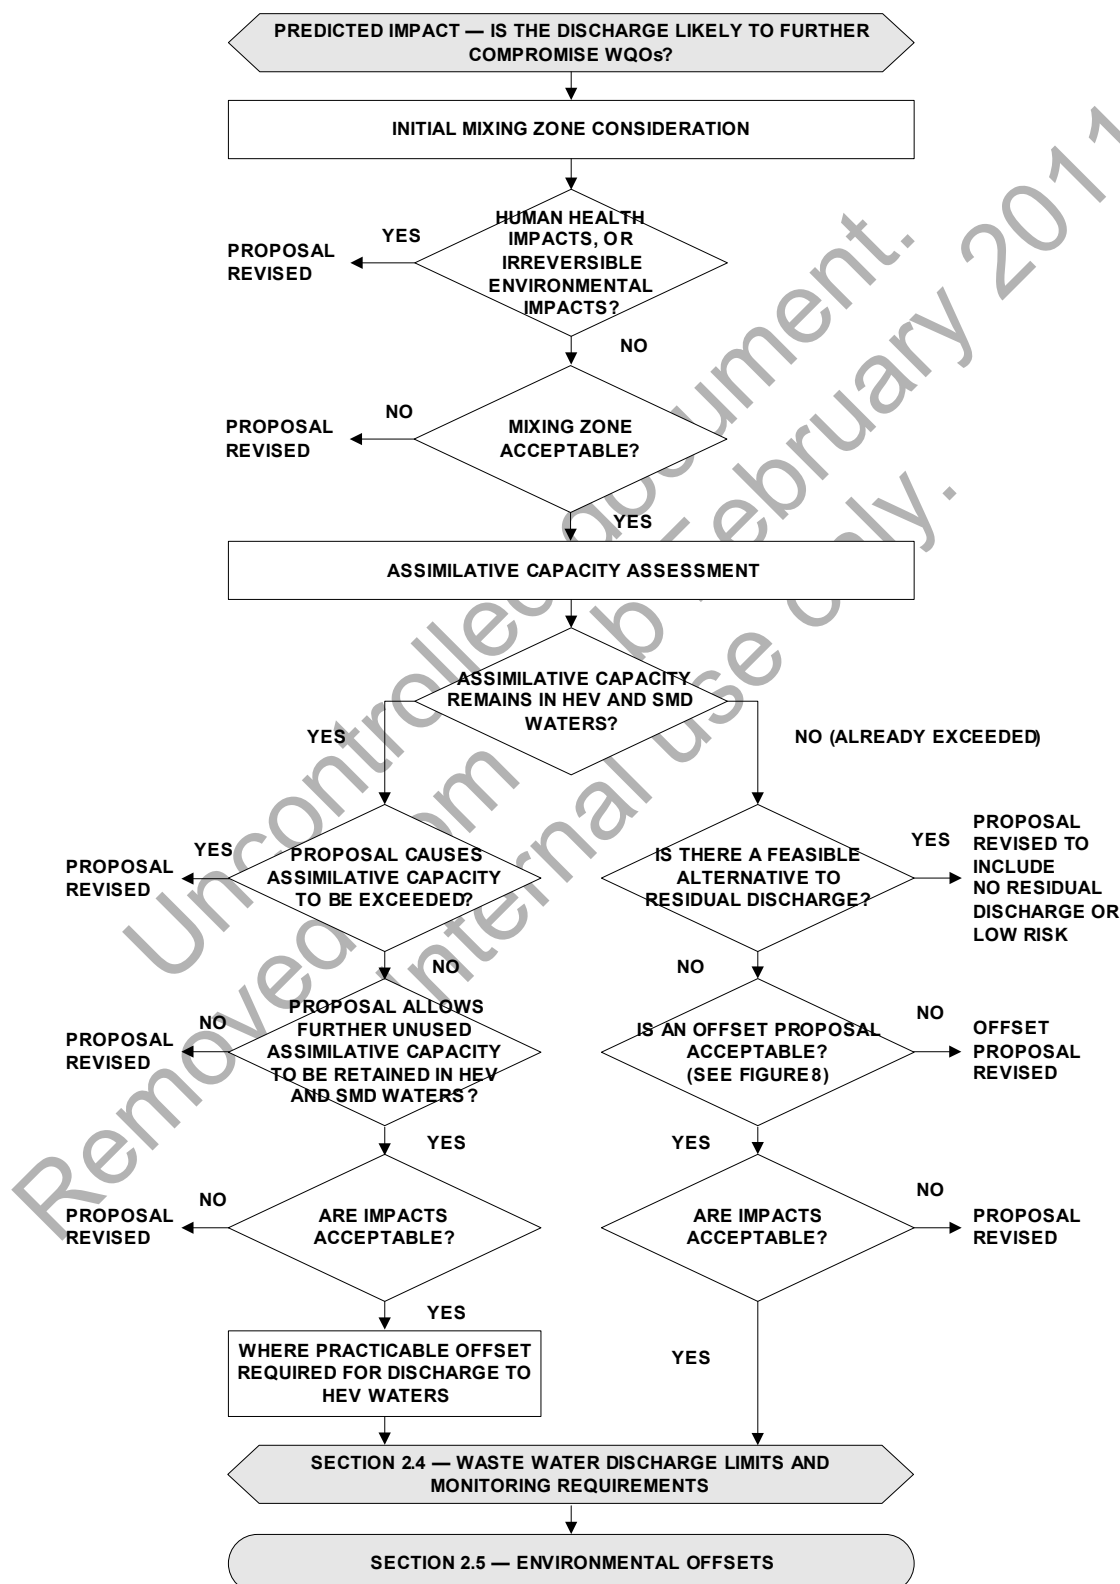 PREDICTED IMPACT — IS THE DISCHARGE LIKELY TO FURTHER
COMPROMISE WQOs?
INITIAL MIXING ZONE CONSIDERATION
HUMAN HEALTH
IMPACTS, OR
IRREVERSIBLE
ENVIRONMENTAL
IMPACTS?
YES
PROPOSAL
REVISED
NO
MIXING ZONE
ACCEPTABLE?
NO
PROPOSAL
REVISED
YES
ASSIMILATIVE CAPACITY ASSESSMENT
ASSIMILATIVE CAPACITY
REMAINS IN HEV AND SMD
WATERS?
YES
NO (ALREADY EXCEEDED)
PROPOSAL CAUSES
ASSIMILATIVE CAPACITY
TO BE EXCEEDED?
YES
PROPOSAL
REVISED
IS THERE A FEASIBLE
ALTERNATIVE TO
RESIDUAL DISCHARGE?
YES
PROPOSAL
REVISED TO
INCLUDE
NO RESIDUAL
DISCHARGE OR
LOW RISK
NO
NO
PROPOSAL ALLOWS
FURTHER UNUSED
ASSIMILATIVE CAPACITY
TO BE RETAINED IN HEV
AND SMD WATERS?
NO
PROPOSAL
REVISED
IS AN OFFSET PROPOSAL
ACCEPTABLE?
(SEE FIGURE 8)
NO
OFFSET
PROPOSAL
REVISED
YES
YES
ARE IMPACTS
ACCEPTABLE?
NO
PROPOSAL
REVISED
ARE IMPACTS
ACCEPTABLE?
NO
PROPOSAL
REVISED
YES
WHERE PRACTICABLE OFFSET
REQUIRED FOR DISCHARGE TO
HEV WATERS
YES
SECTION 2.4 — WASTE WATER DISCHARGE LIMITS AND
MONITORING REQUIREMENTS
SECTION 2.5 — ENVIRONMENTAL OFFSETS
Uncontrolled document.
Removed February 2011
Internal use only.